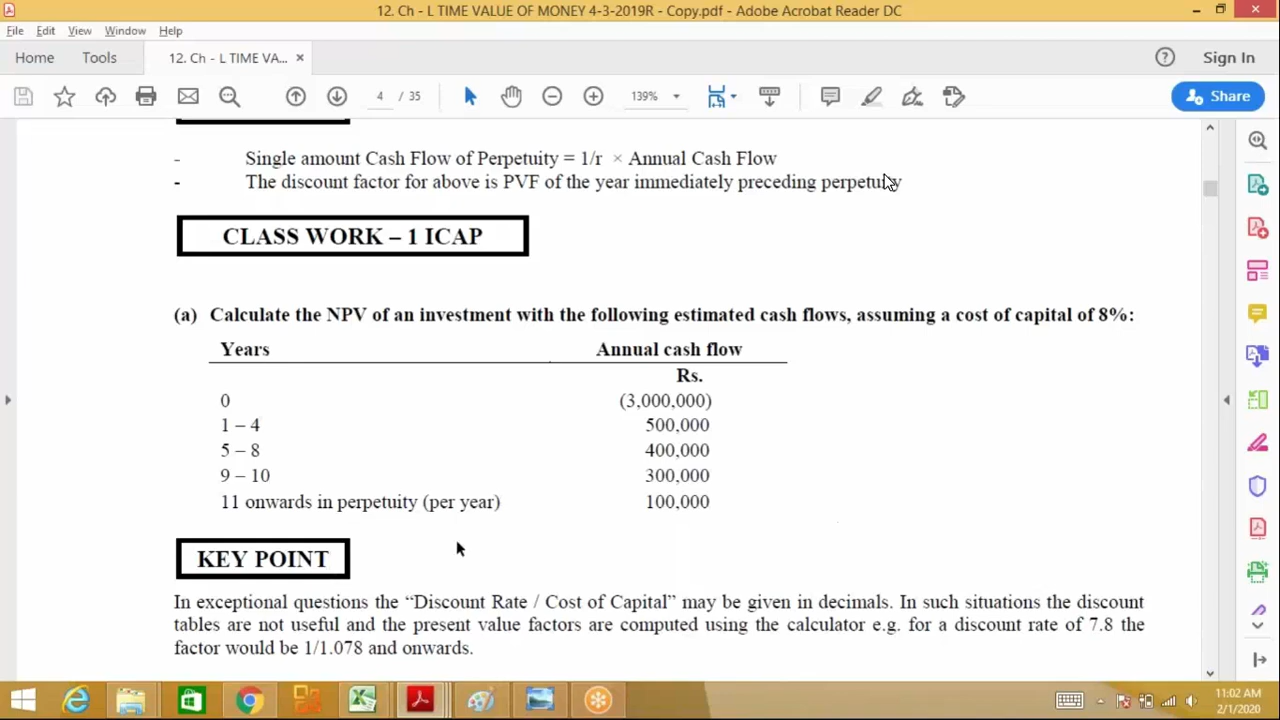 12. Ch - L TIME VALUE OF MONEY 4-3-2019R - Copy.pdf - Adobe Acrobat Reader DC
File Edit View Window Help
Home Tools 12. Ch - L TIME VA... × Sign In
4 / 35 139% Share
- Single amount Cash Flow of Perpetuity = 1/r × Annual Cash Flow
- The discount factor for above is PVF of the year immediately preceding perpetuity
CLASS WORK – 1 ICAP
(a) Calculate the NPV of an investment with the following estimated cash flows, assuming a cost of capital of 8%:
Years Annual cash flow
Rs.
0 (3,000,000)
1 – 4 500,000
5 – 8 400,000
9 – 10 300,000
11 onwards in perpetuity (per year) 100,000
KEY POINT
In exceptional questions the “Discount Rate / Cost of Capital” may be given in decimals. In such situations the discount
tables are not useful and the present value factors are computed using the calculator e.g. for a discount rate of 7.8 the
factor would be 1/1.078 and onwards.
11:02 AM
2/1/2020